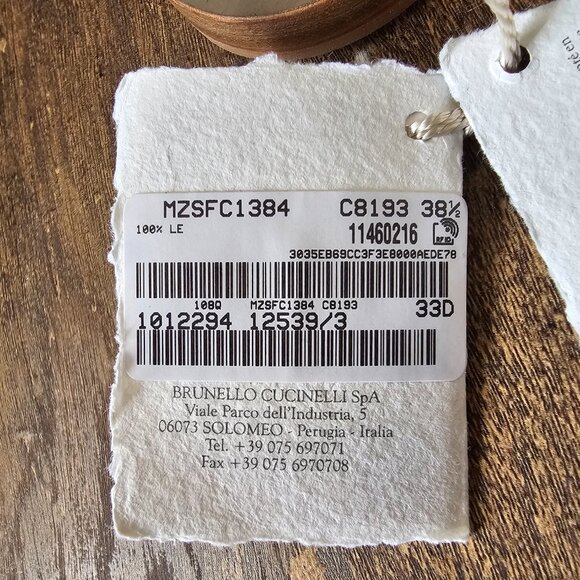 MZSFC1384 C8193 38½
100% LE 11460216 RFID
3035EB69CC3F3E8000AEDE78
108Q MZSFC1384 C8193 33D
1012294 12539/3
BRUNELLO CUCINELLI SpA
Viale Parco dell'Industria, 5
06073 SOLOMEO - Perugia - Italia
Tel. +39 075 697071
Fax +39 075 6970708